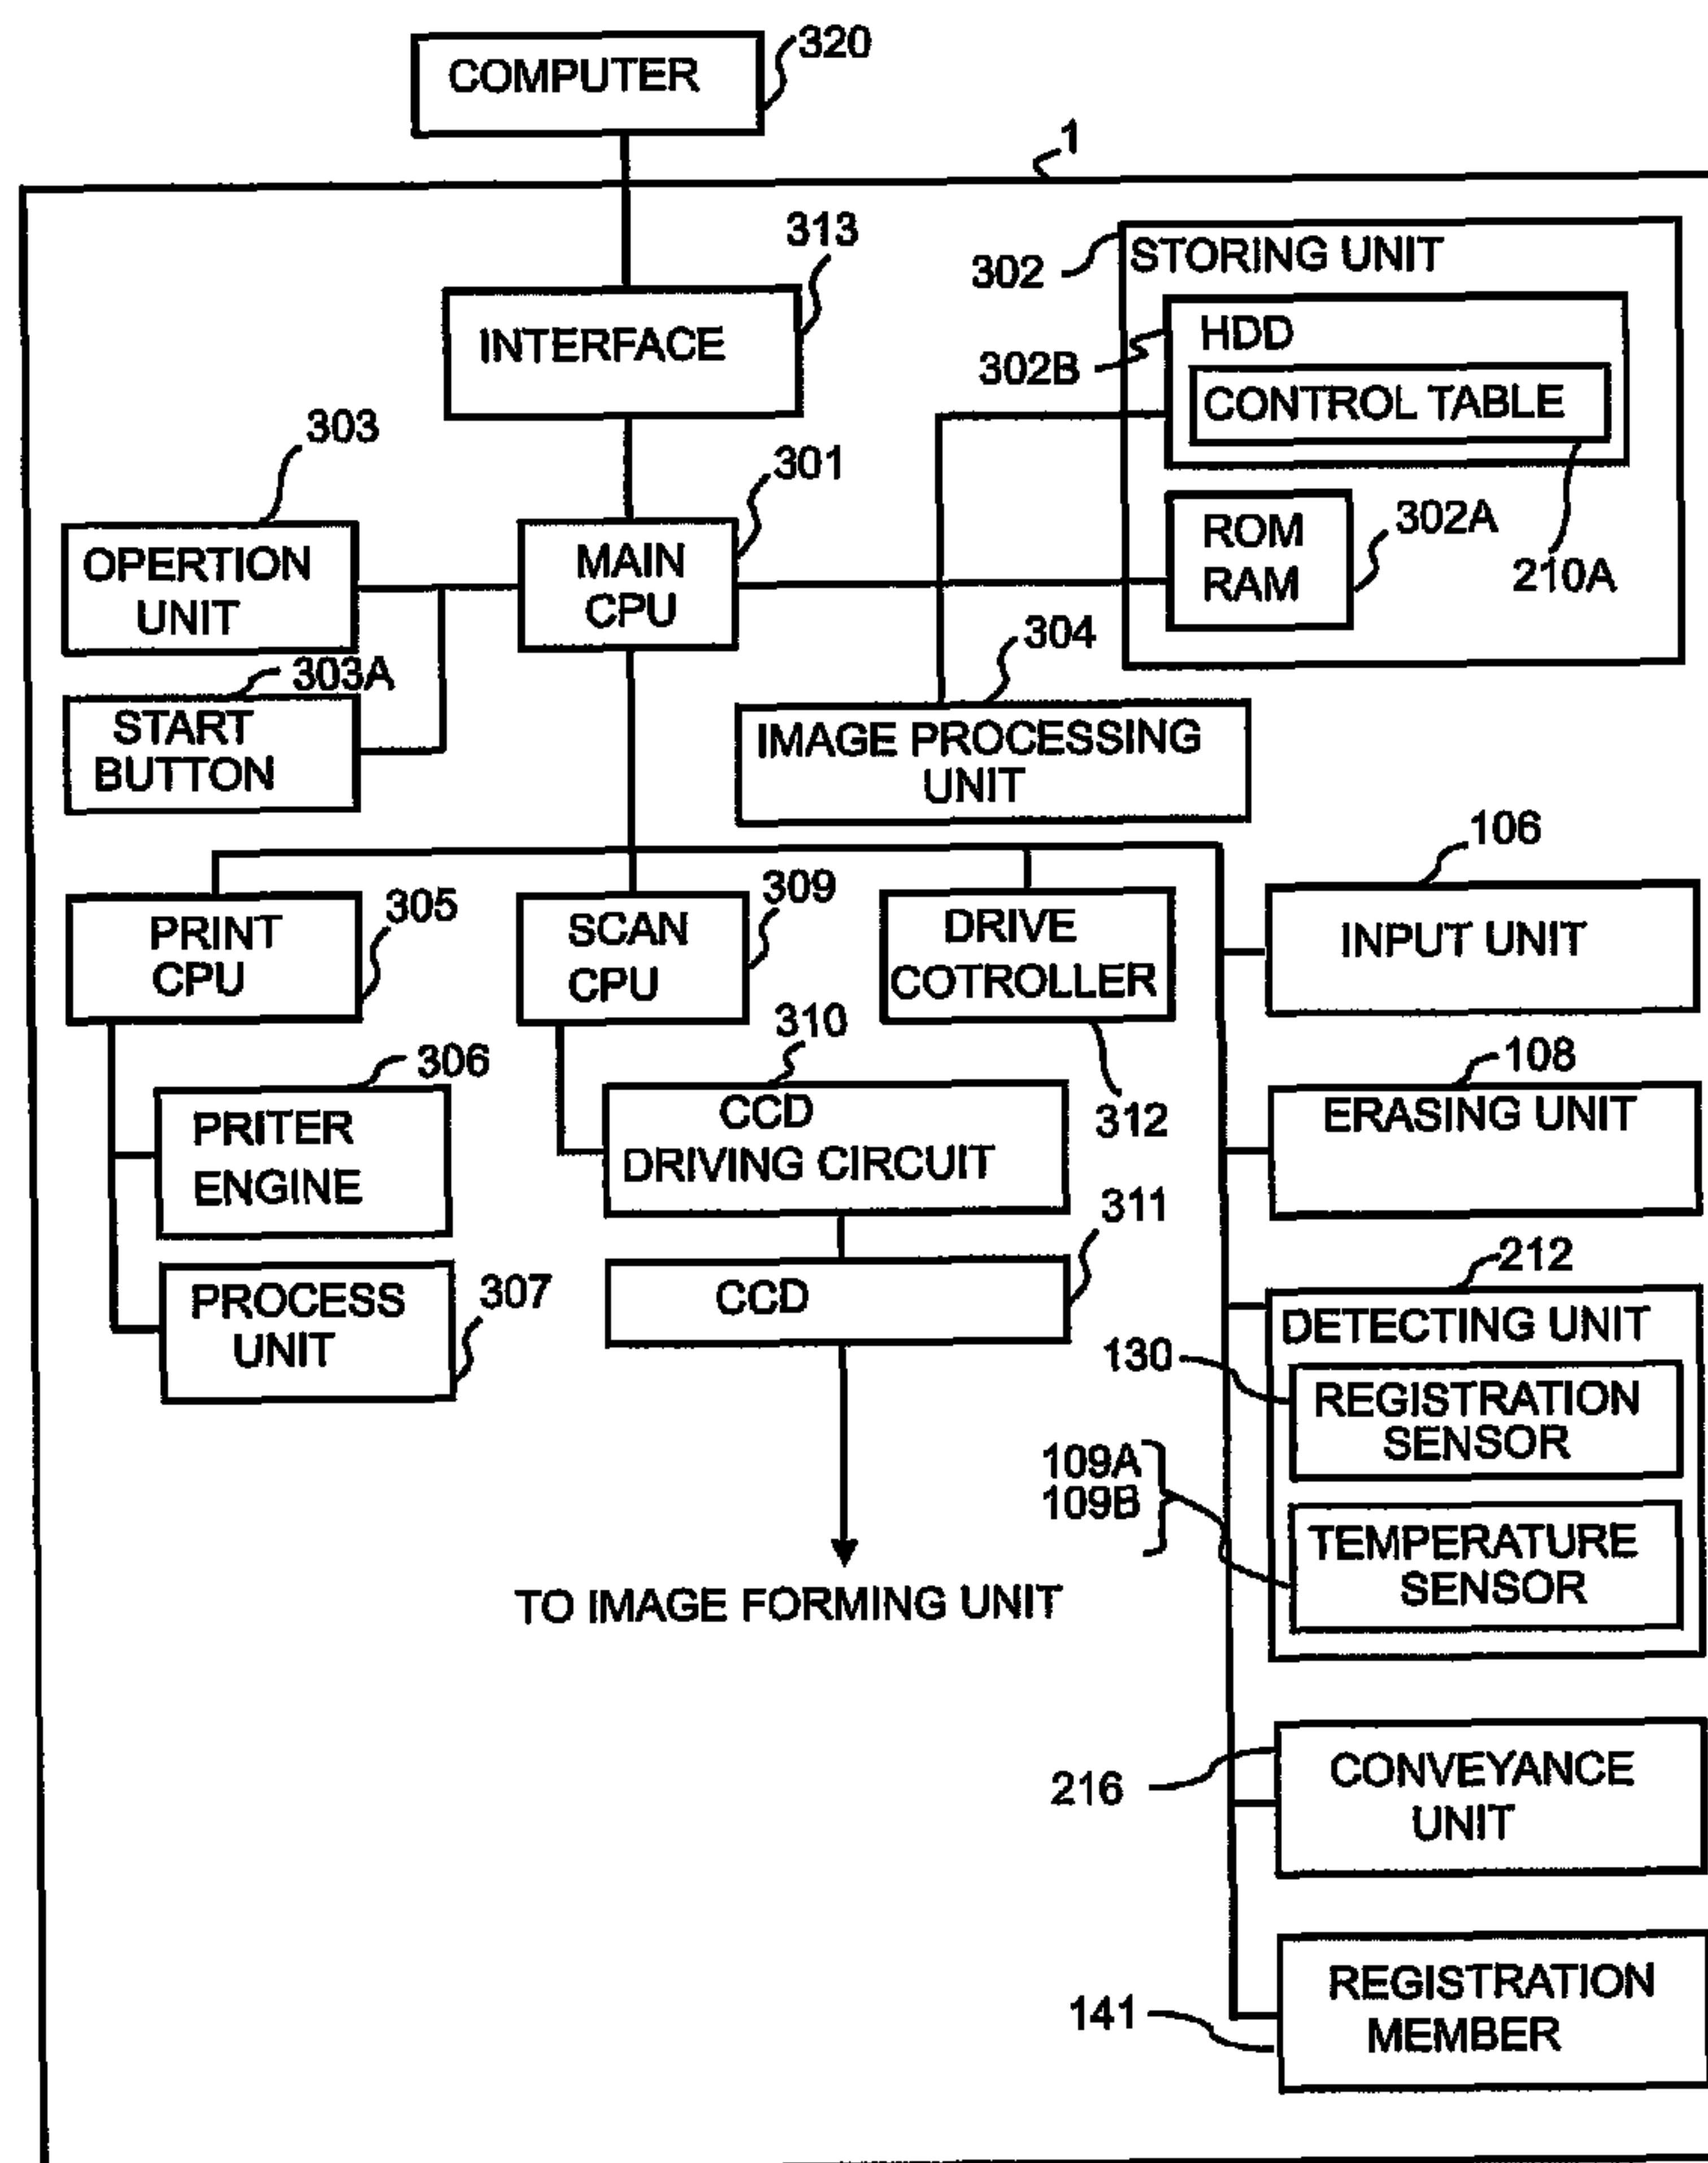 COMPUTER
320
1
313
INTERFACE
302
STORING UNIT
HDD
302B
CONTROL TABLE
303
301
OPERTION
UNIT
MAIN
CPU
ROM
RAM
302A
210A
303A
START
BUTTON
304
IMAGE PROCESSING
UNIT
106
PRINT
CPU
305
309
SCAN
CPU
DRIVE
COTROLLER
312
INPUT UNIT
306
PRITER
ENGINE
310
CCD
DRIVING CIRCUIT
108
ERASING UNIT
307
PROCESS
UNIT
311
CCD
212
DETECTING UNIT
130
REGISTRATION
SENSOR
109A
109B
TEMPERATURE
SENSOR
TO IMAGE FORMING UNIT
216
CONVEYANCE
UNIT
141
REGISTRATION
MEMBER